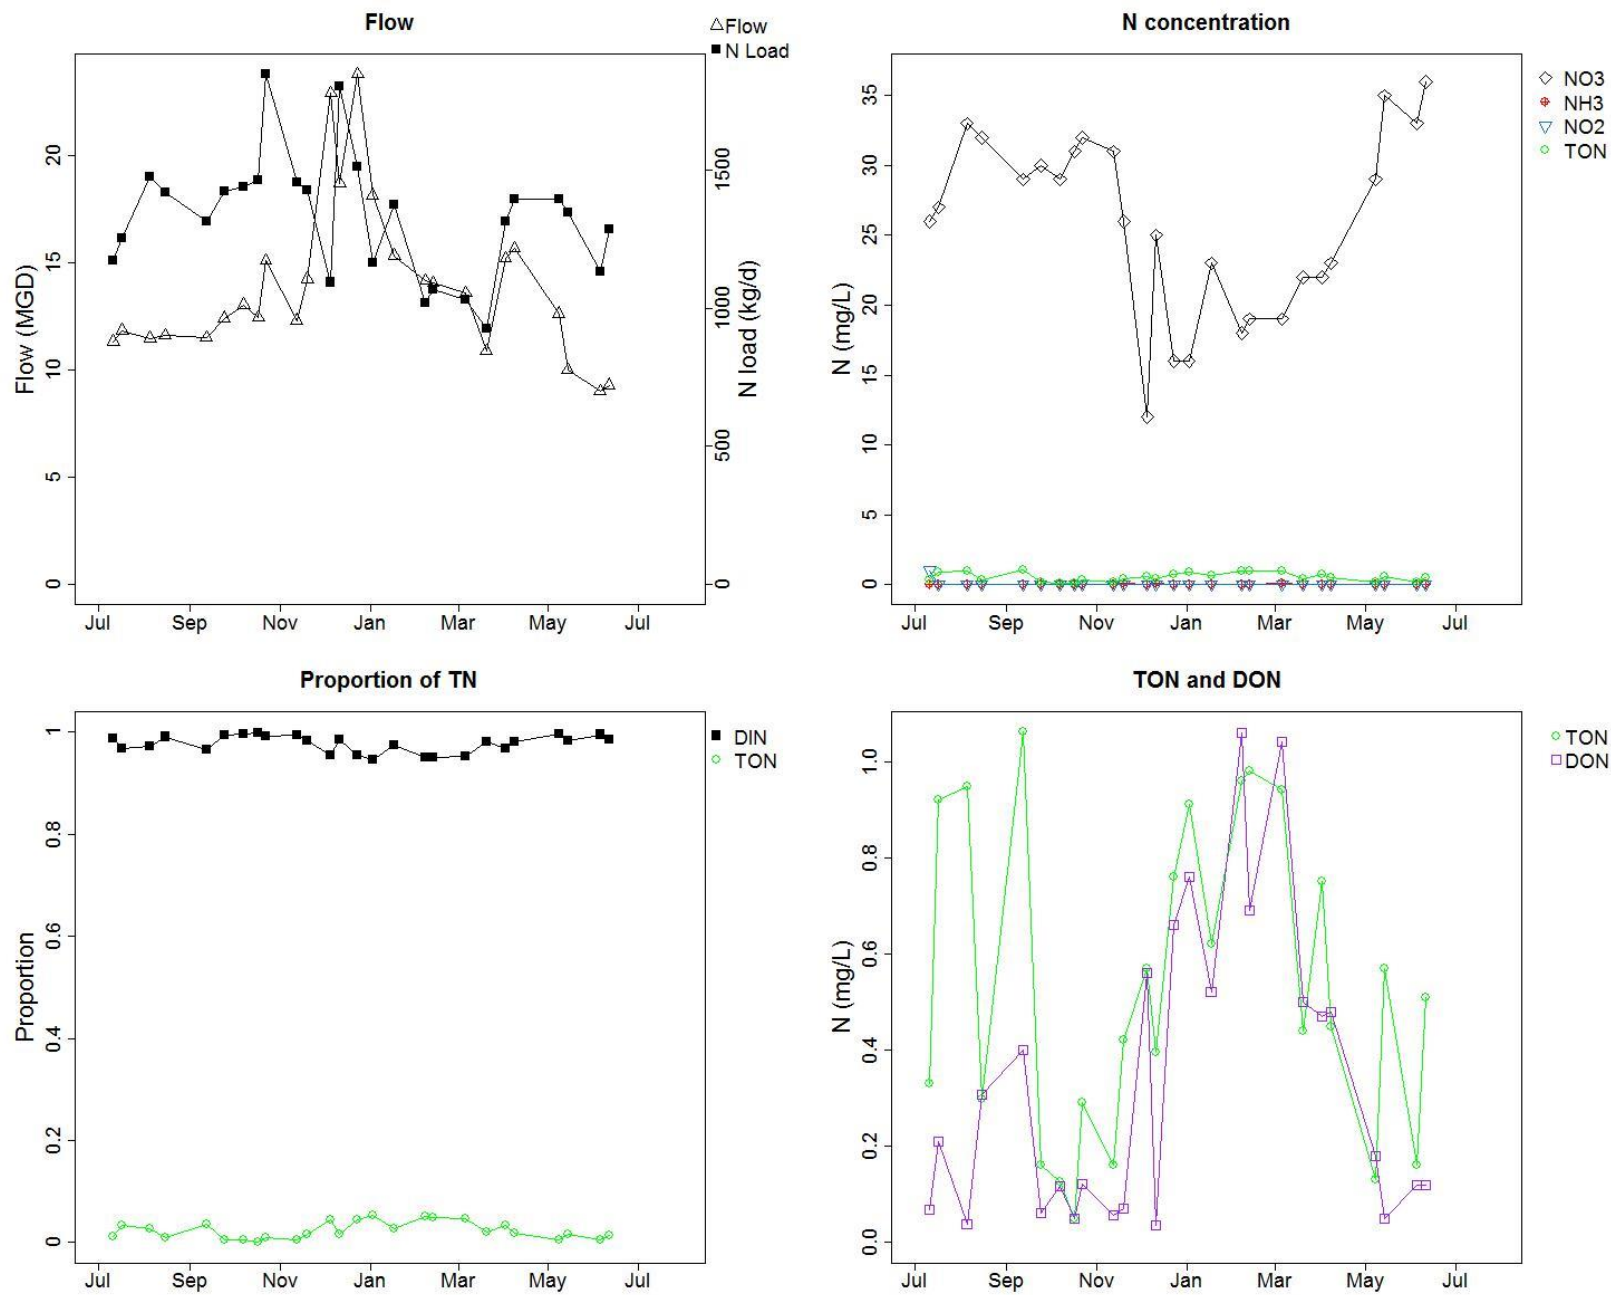 Flow
Flow
N Load
Flow (MGD)
0
5
10
15
20
N load (kg/d)
0
500
1000
1500
Jul
Sep
Nov
Jan
Mar
May
Jul
N concentration
NO3
NH3
NO2
TON
N (mg/L)
0
5
10
15
20
25
30
35
Jul
Sep
Nov
Jan
Mar
May
Jul
Proportion of TN
DIN
TON
Proportion
0
0.2
0.4
0.6
0.8
1
Jul
Sep
Nov
Jan
Mar
May
Jul
TON and DON
TON
DON
N (mg/L)
0.0
0.2
0.4
0.6
0.8
1.0
Jul
Sep
Nov
Jan
Mar
May
Jul